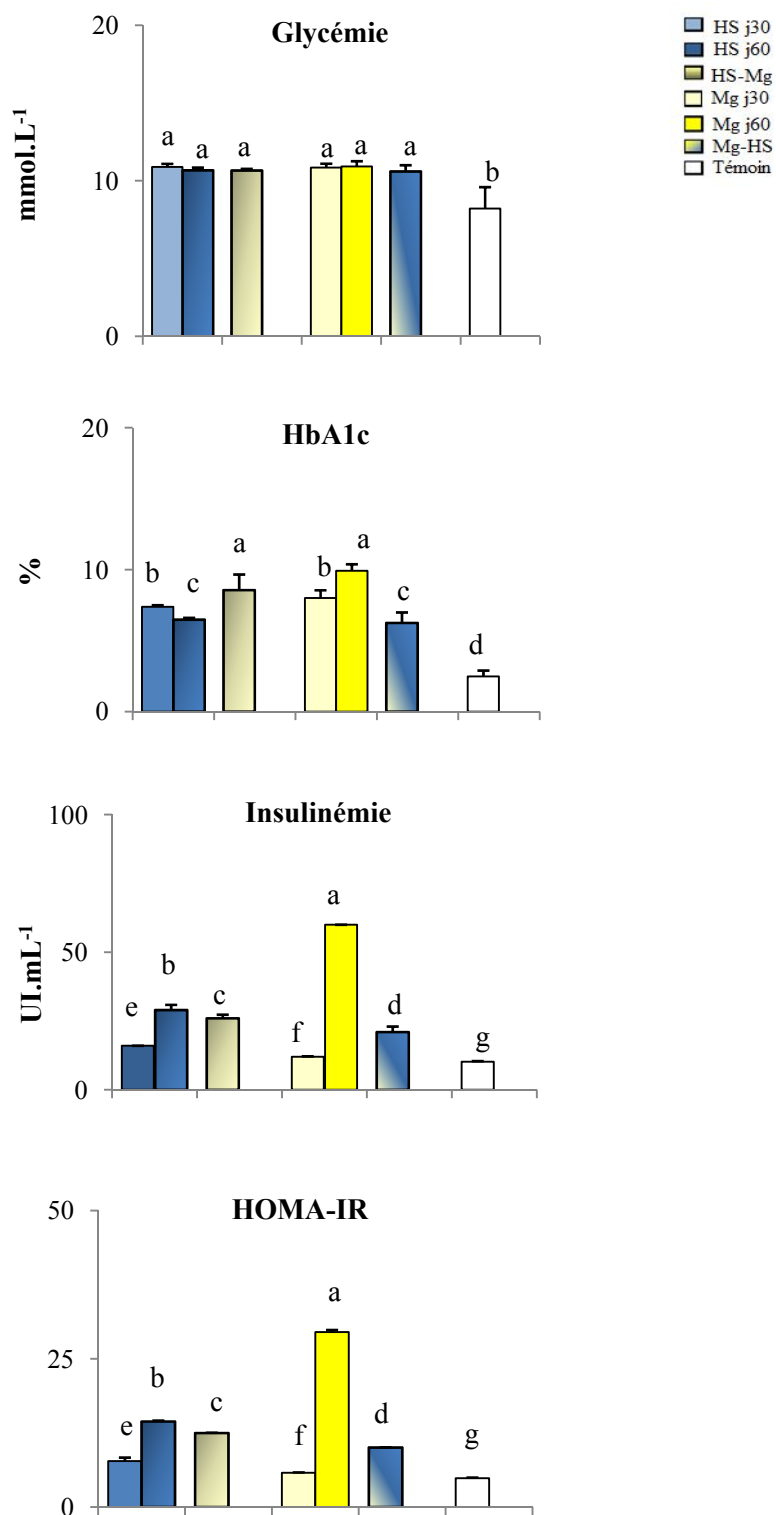 20
Glycémie
mmol.L-1
10
0
a
a
a
a
a
a
b
HS j30
HS j60
HS-Mg
Mg j30
Mg j60
Mg-HS
Témoin
20
HbA1c
%
10
0
b
c
a
b
a
c
d
100
Insulinémie
UI.mL-1
50
0
e
b
c
f
a
d
g
50
HOMA-IR
25
0
e
b
c
f
a
d
g